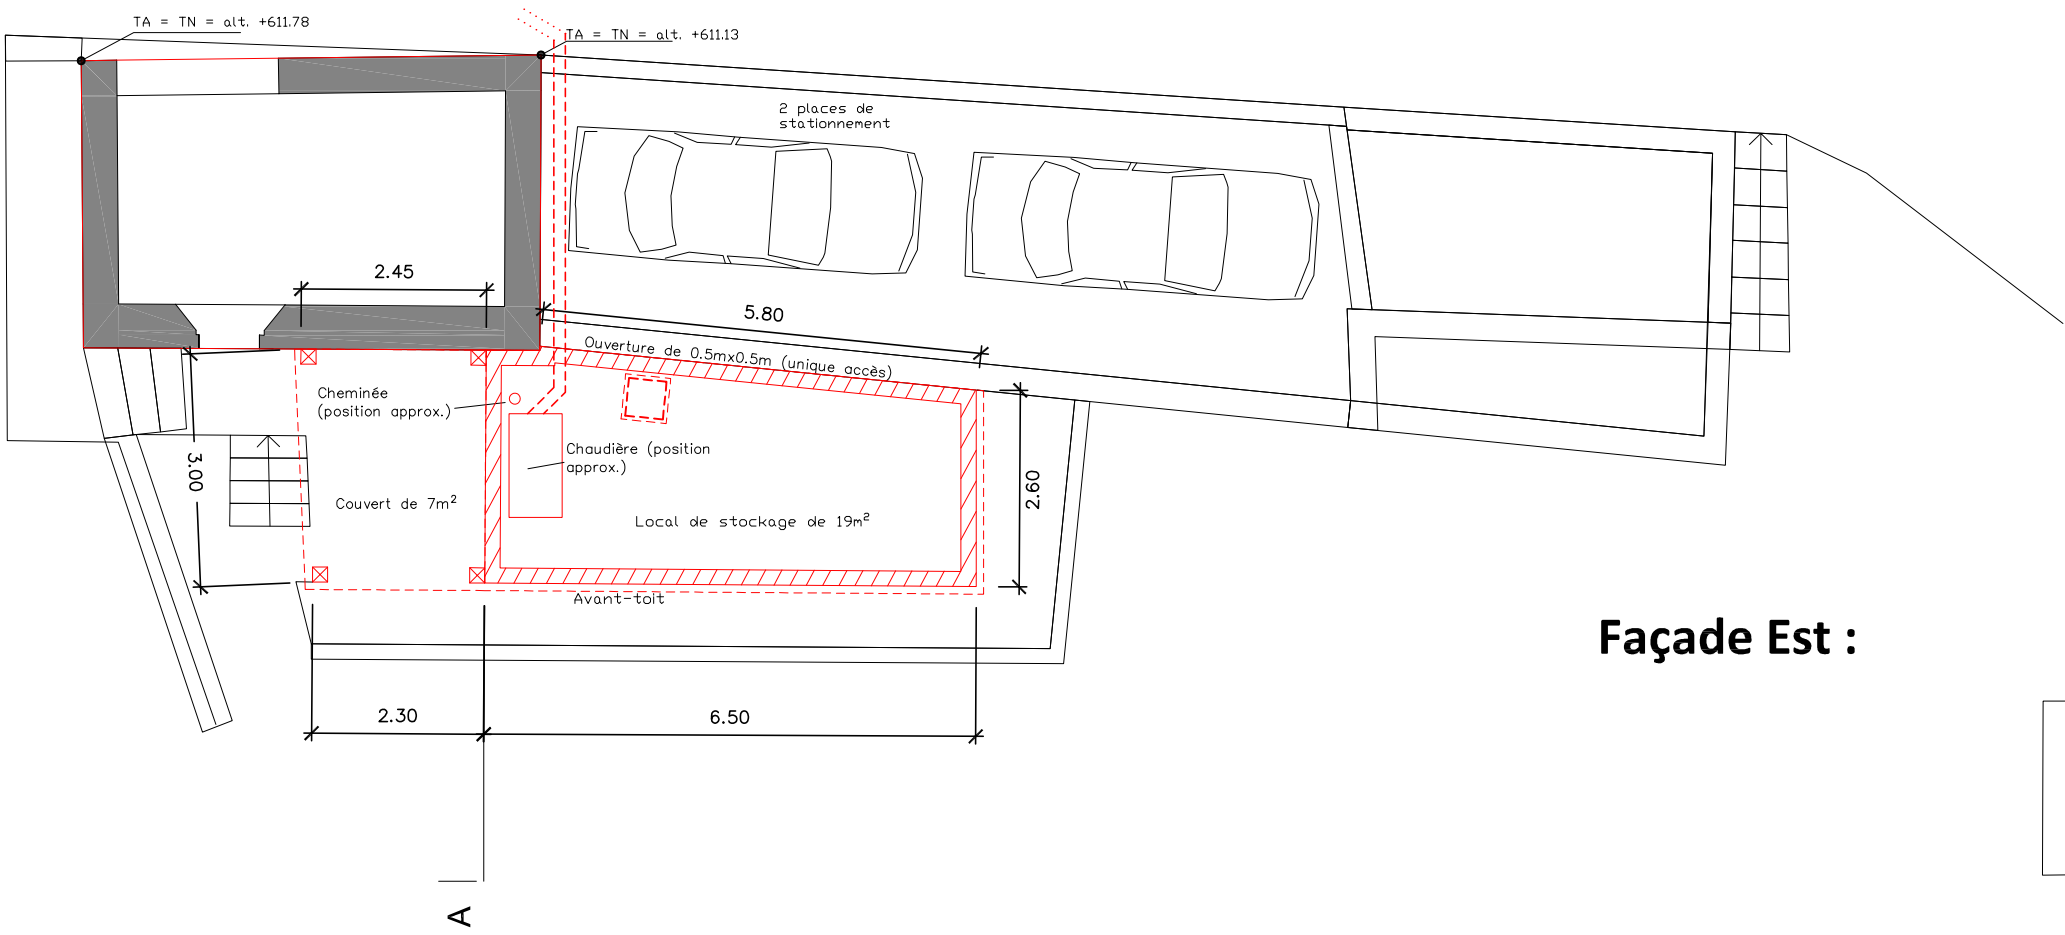 TA = TN = alt. +611.78
TA = TN = alt. +611.13
2 places de
stationnement
2.45
5.80
Ouverture de 0.5mx0.5m (unique accès)
Cheminée
(position approx.)
Chaudière (position
approx.)
3.00
Couvert de 7m²
2.60
Local de stockage de 19m²
Avant-toit
Façade Est :
2.30
6.50
A